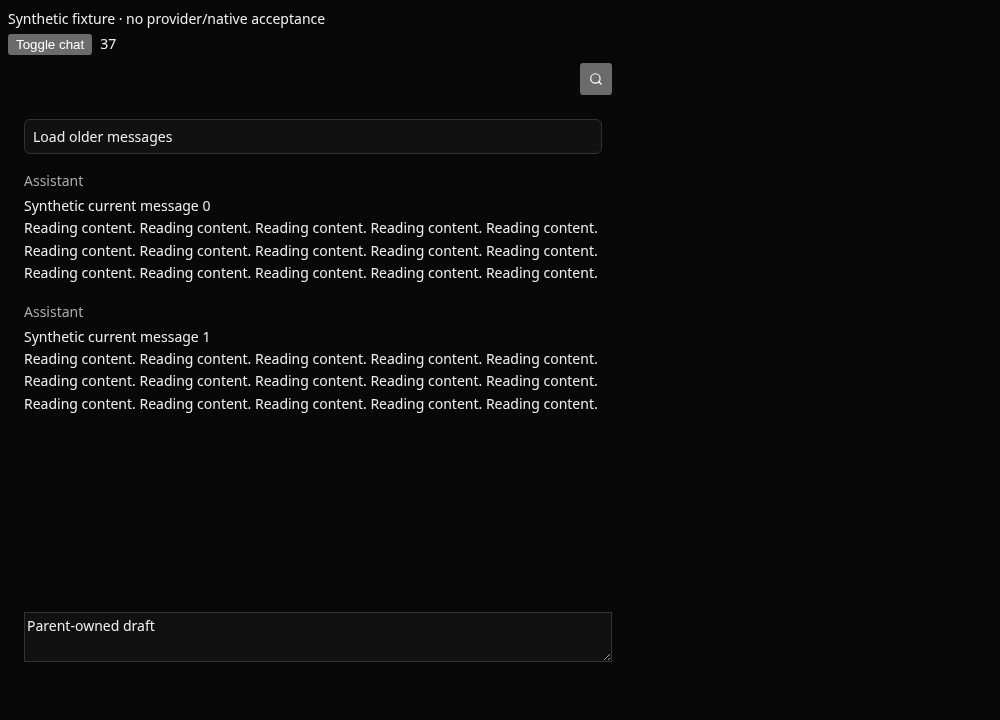 Synthetic fixture · no provider/native acceptance
Toggle chat 37
Load older messages
Assistant
Synthetic current message 0
Reading content. Reading content. Reading content. Reading content. Reading content.
Reading content. Reading content. Reading content. Reading content. Reading content.
Reading content. Reading content. Reading content. Reading content. Reading content.
Assistant
Synthetic current message 1
Reading content. Reading content. Reading content. Reading content. Reading content.
Reading content. Reading content. Reading content. Reading content. Reading content.
Reading content. Reading content. Reading content. Reading content. Reading content.
Parent-owned draft